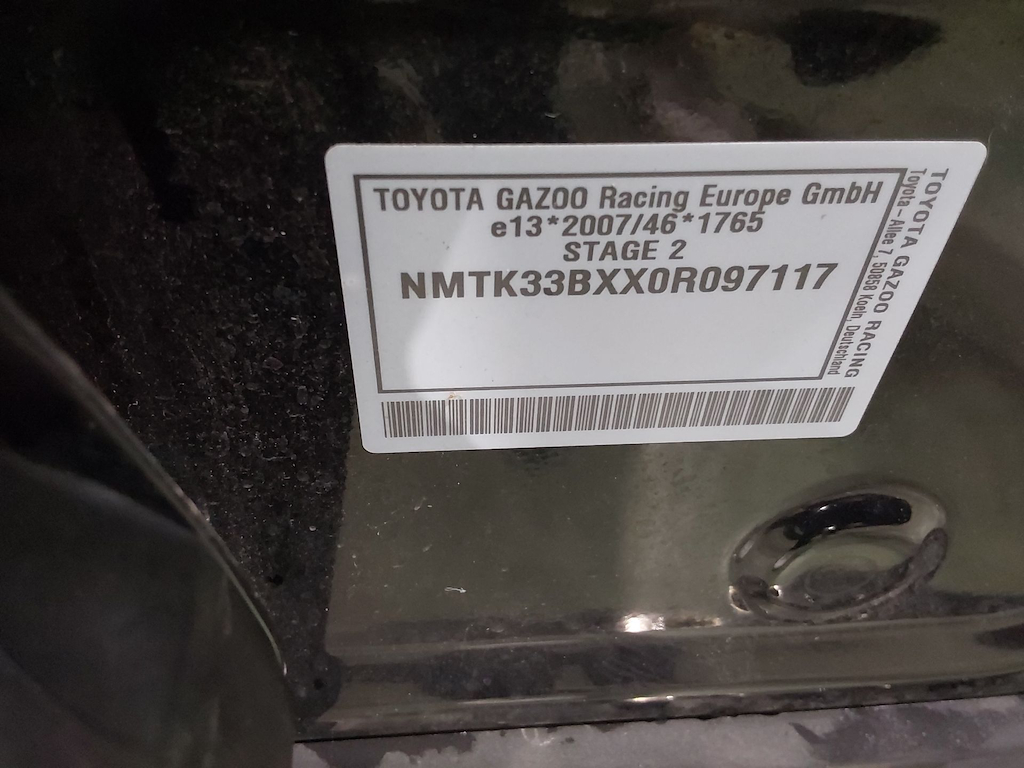 TOYOTA GAZOO Racing Europe GmbH
e13*2007/46*1765
STAGE 2
NMTK33BXX0R097117
TOYOTA GAZOO RACING
Toyota-Allee 7, 50858 Koeln, Deutschland